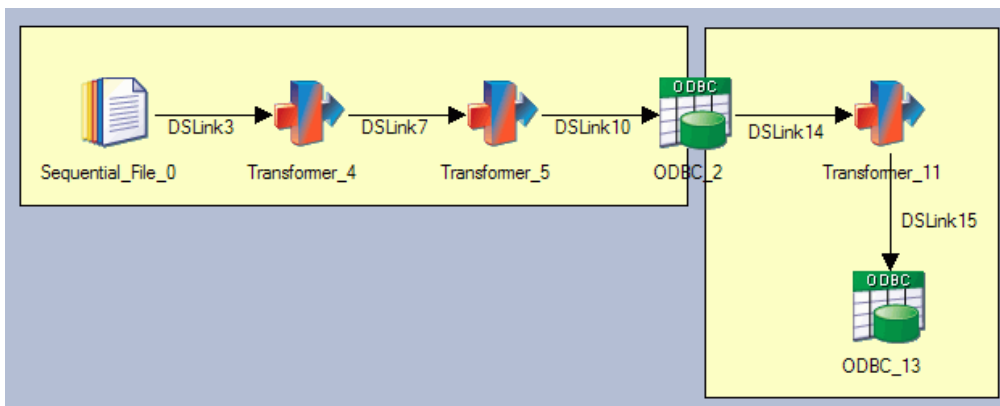 ODBC
DSLink3
DSLink7
DSLink10
DSLink14
Sequential_File_0
Transformer_4
Transformer_5
ODBC_2
Transformer_11
DSLink15
ODBC
ODBC_13